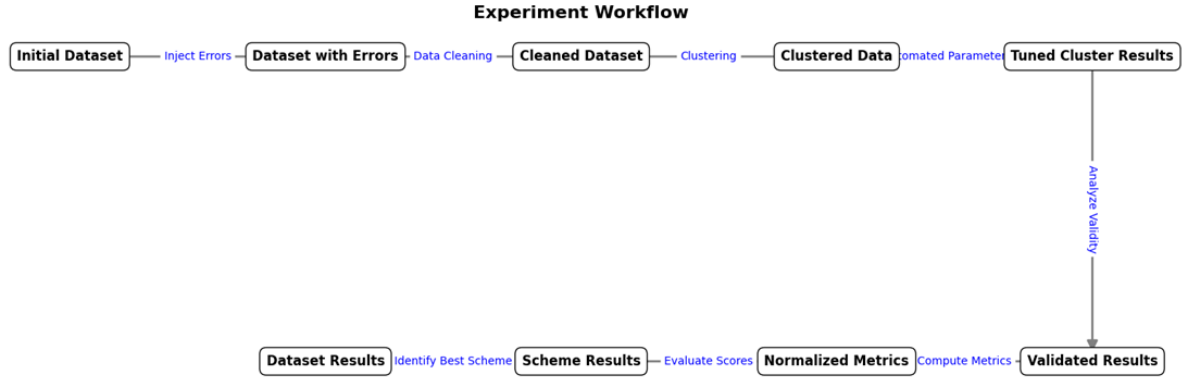 Experiment Workflow
Initial Dataset Inject Errors Dataset with Errors Data Cleaning Cleaned Dataset Clustering Clustered Data Parameter Tuned Cluster Results
Analyze Validity
Dataset Results Identify Best Scheme Scheme Results Evaluate Scores Normalized Metrics Compute Metrics Validated Results